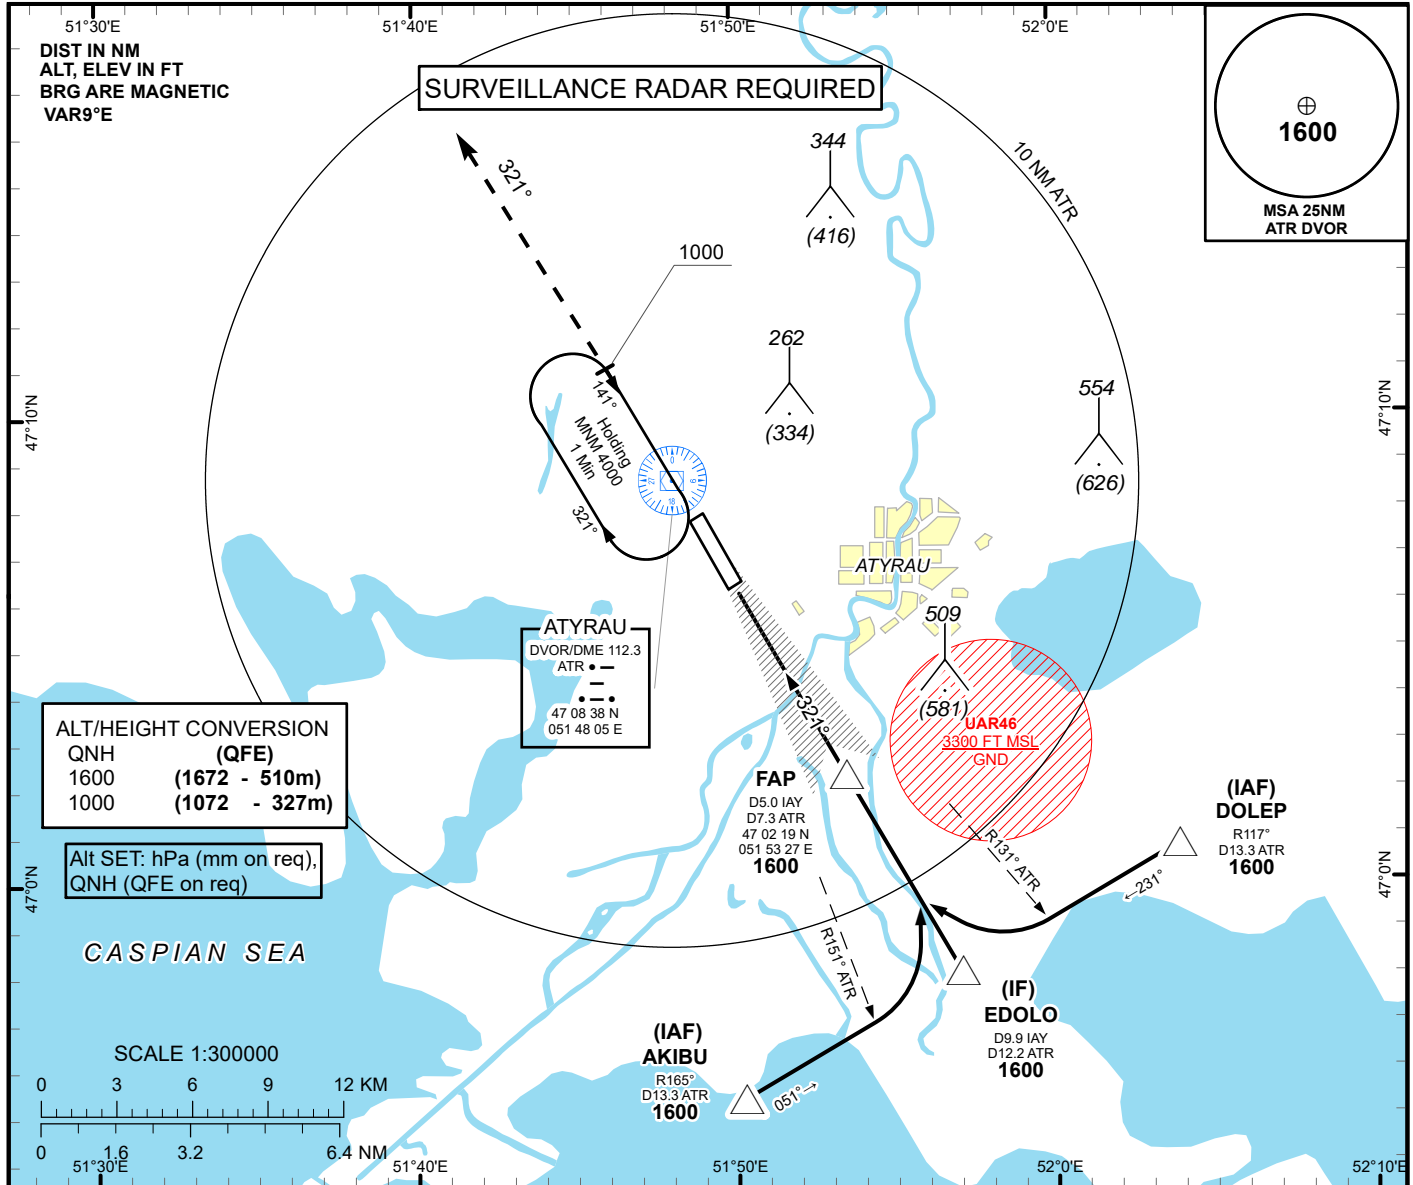 51°30'E
51°40'E
51°50'E
52°0'E
DIST IN NM
ALT, ELEV IN FT
BRG ARE MAGNETIC
VAR9°E
SURVEILLANCE RADAR REQUIRED
1600
MSA 25NM
ATR DVOR
10 NM ATR
321°
344
(416)
1000
262
(334)
554
(626)
47°10'N
47°10'N
141°
Holding
MNM 4000
1 Min
321°
0
9
18
27
ATYRAU
509
(581)
ATYRAU
DVOR/DME 112.3
ATR
47 08 38 N
051 48 05 E
321°
UAR46
3300 FT MSL
GND
ALT/HEIGHT CONVERSION
QNH (QFE)
1600 (1672 - 510m)
1000 (1072 - 327m)
FAP
D5.0 IAY
D7.3 ATR
47 02 19 N
051 53 27 E
1600
(IAF)
DOLEP
R117°
D13.3 ATR
1600
R131° ATR
←231°
Alt SET: hPa (mm on req),
QNH (QFE on req)
47°0'N
47°0'N
CASPIAN SEA
R151° ATR
(IF)
EDOLO
D9.9 IAY
D12.2 ATR
1600
(IAF)
AKIBU
R165°
D13.3 ATR
1600
051°→
SCALE 1:300000
0 3 6 9 12 KM
0 1.6 3.2 6.4 NM
51°30'E
51°40'E
51°50'E
52°0'E
52°10'E